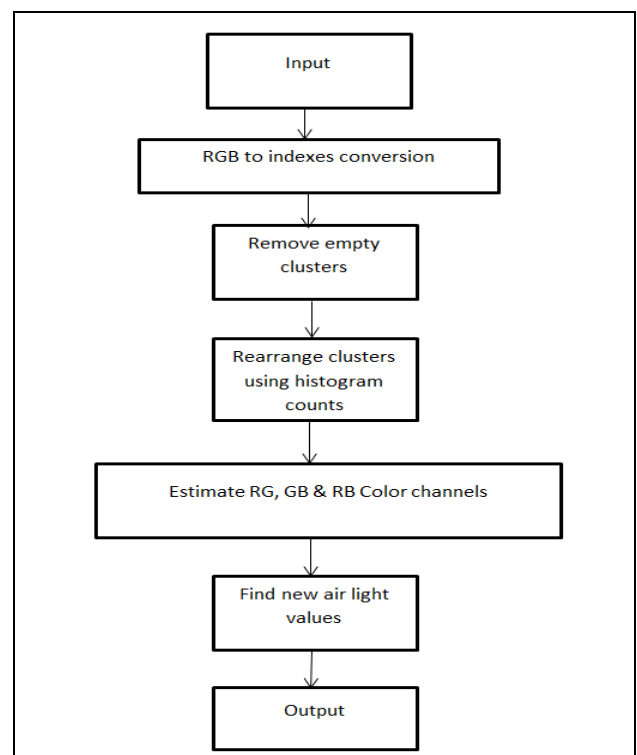 Input
RGB to indexes conversion
Remove empty
clusters
Rearrange clusters
using histogram
counts
Estimate RG, GB & RB Color channels
Find new air light
values
Output